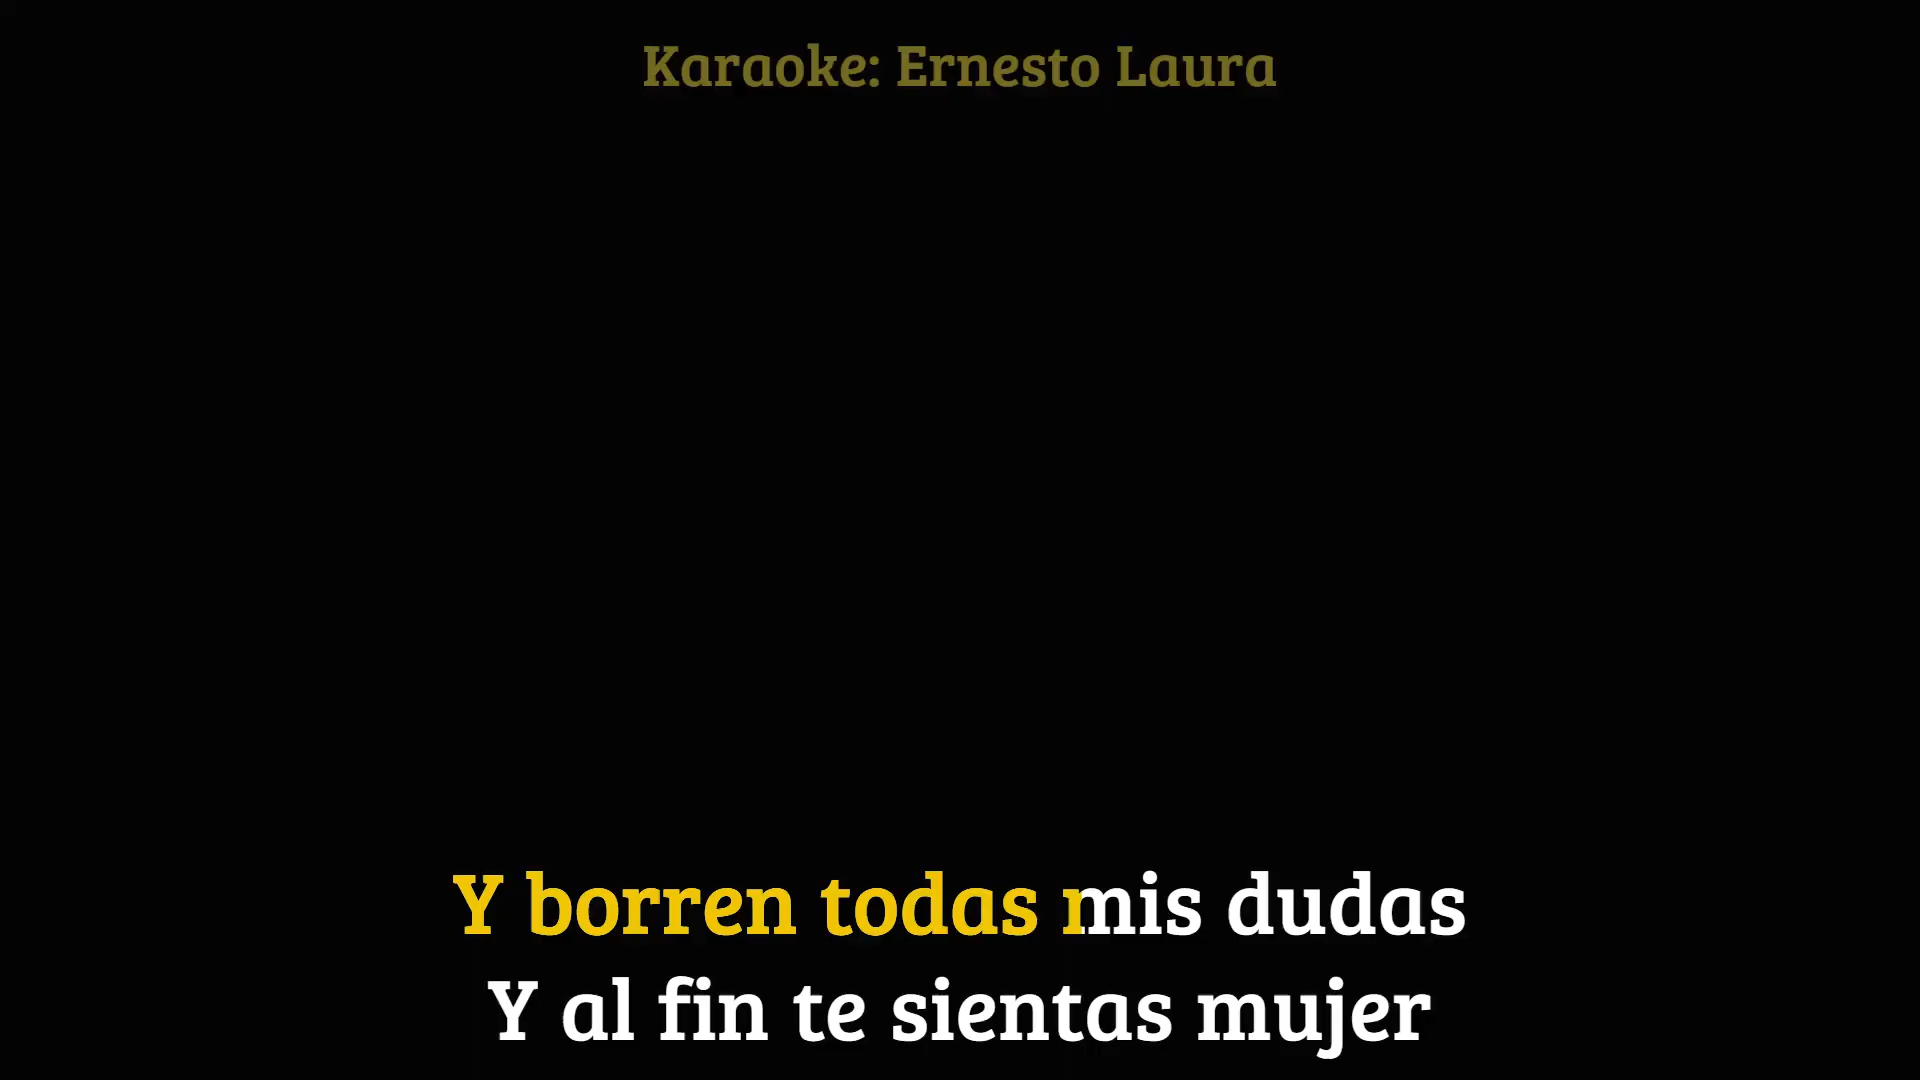 Karaoke: Ernesto Laura
Y borren todas mis dudas
Y al fin te sientas mujer